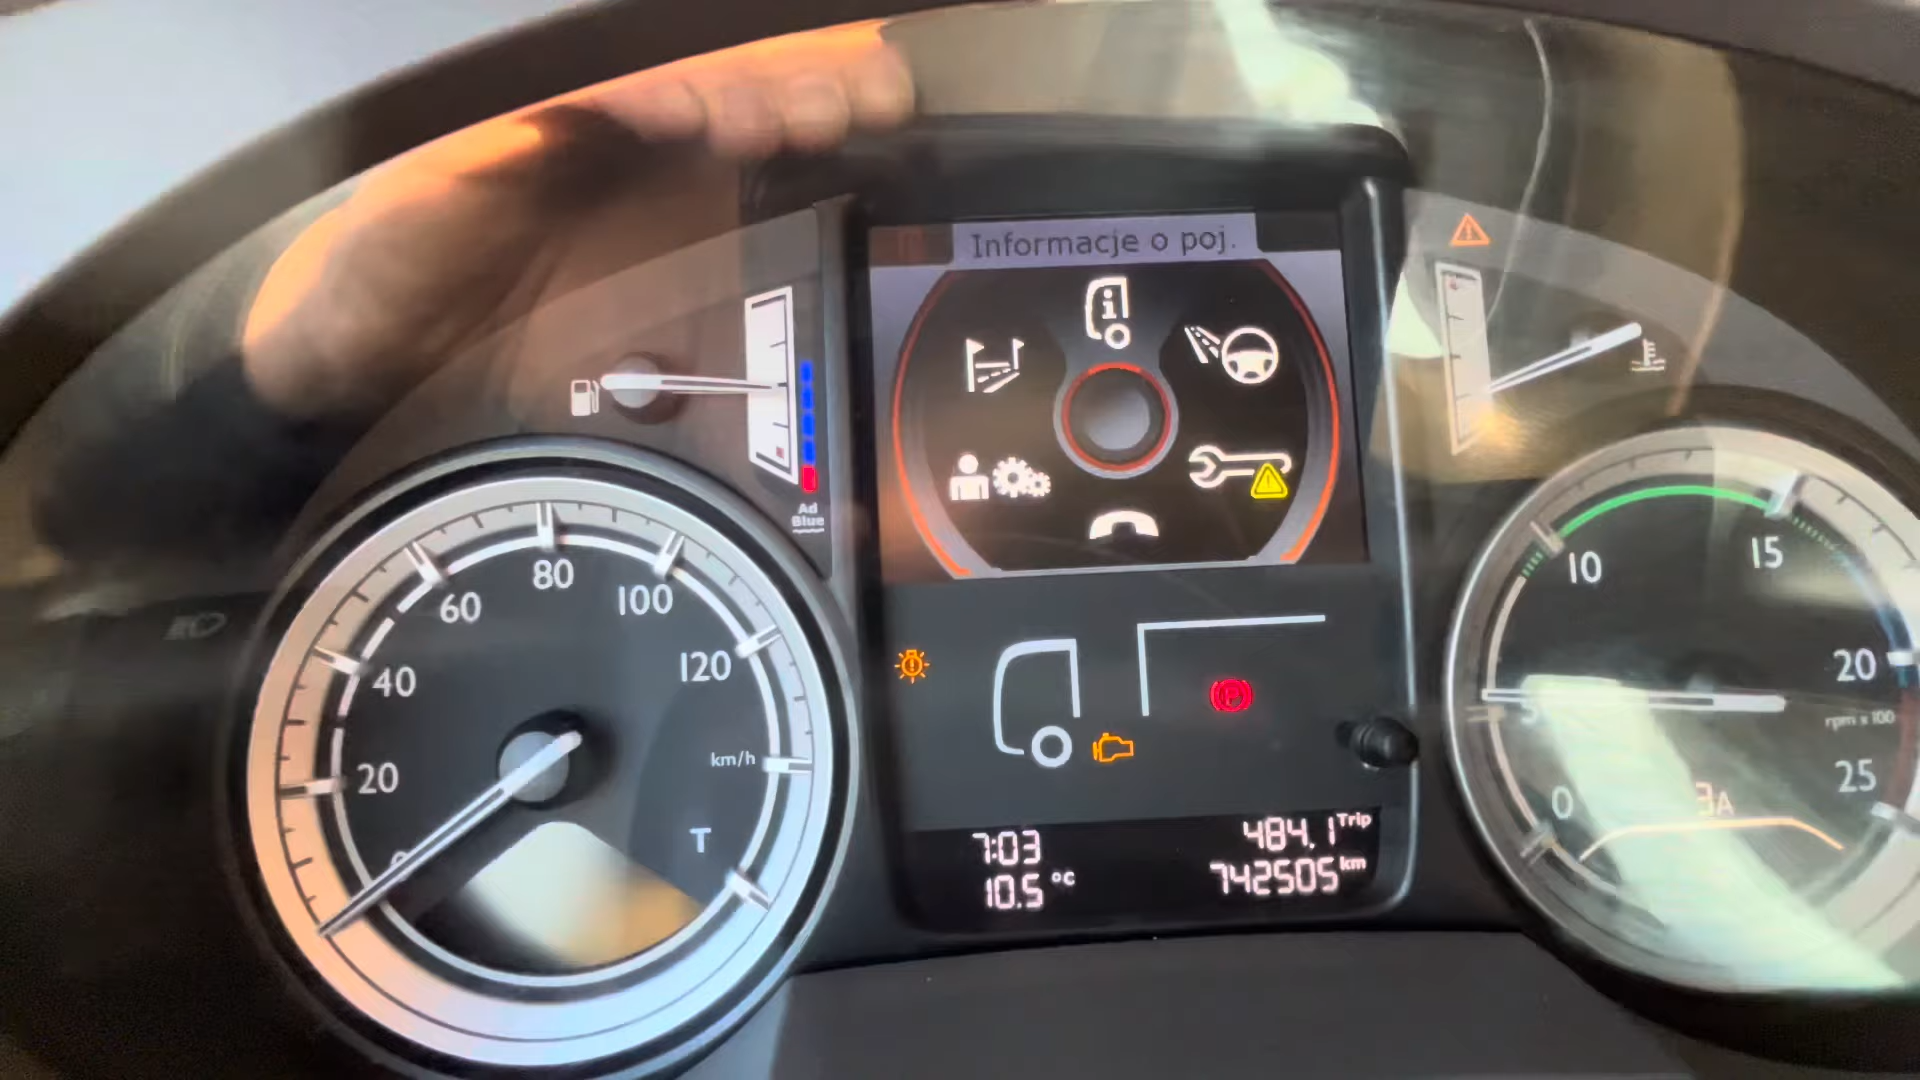 Informacje o poj.
Ad
Blue
20
40
60
80
100
120
km/h
T
10
15
20
25
rpm x 100
0
3A
P
7:03
10.5 °C
484.1 Trip
742505 km